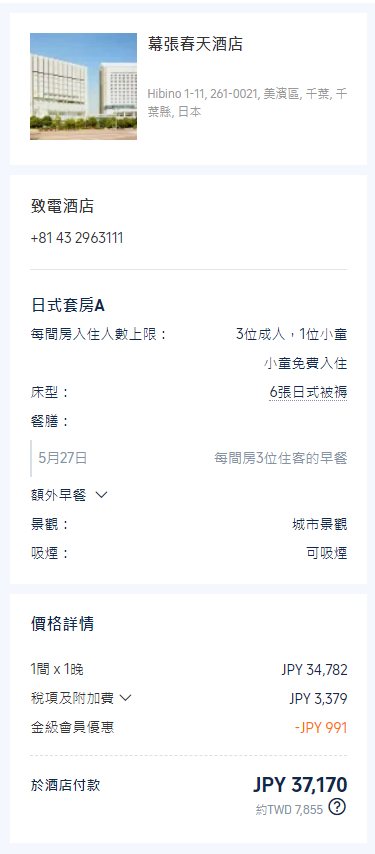 幕張春天酒店
Hibino 1-11, 261-0021, 美濱區, 千葉, 千
葉縣, 日本
致電酒店
+81 43 2963111
日式套房A
每間房入住人數上限：
3位成人，1位小童
小童免費入住
床型：
6張日式被褥
餐膳：
5月27日
每間房3位住客的早餐
額外早餐
景觀：
城市景觀
吸煙：
可吸煙
價格詳情
1間 x 1晚
JPY 34,782
稅項及附加費
JPY 3,379
金級會員優惠
-JPY 991
於酒店付款
JPY 37,170
約TWD 7,855 ?